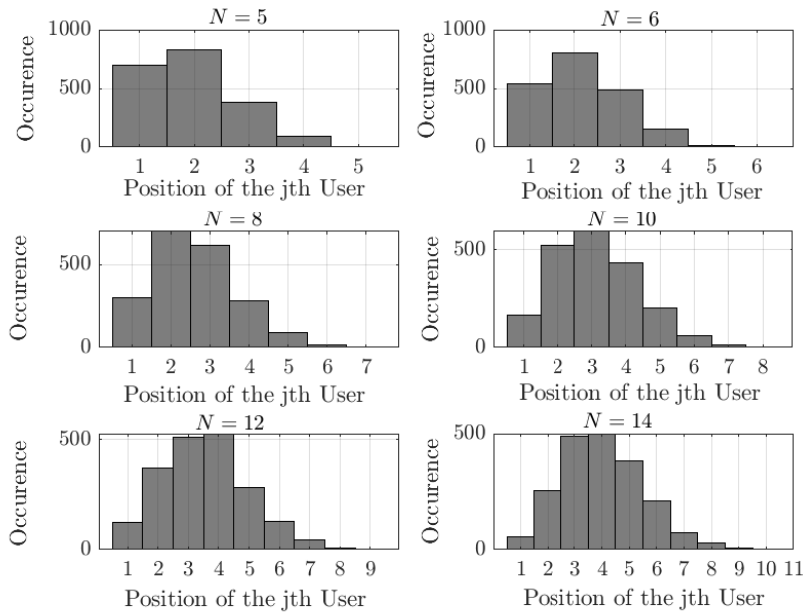 N = 5
1000
500
0
Occurence
1 2 3 4 5
Position of the jth User
N = 6
1000
500
0
Occurence
1 2 3 4 5 6
Position of the jth User
N = 8
500
0
Occurence
1 2 3 4 5 6 7
Position of the jth User
N = 10
500
0
Occurence
1 2 3 4 5 6 7 8
Position of the jth User
N = 12
500
0
Occurence
1 2 3 4 5 6 7 8 9
Position of the jth User
N = 14
500
0
Occurence
1 2 3 4 5 6 7 8 9 10 11
Position of the jth User